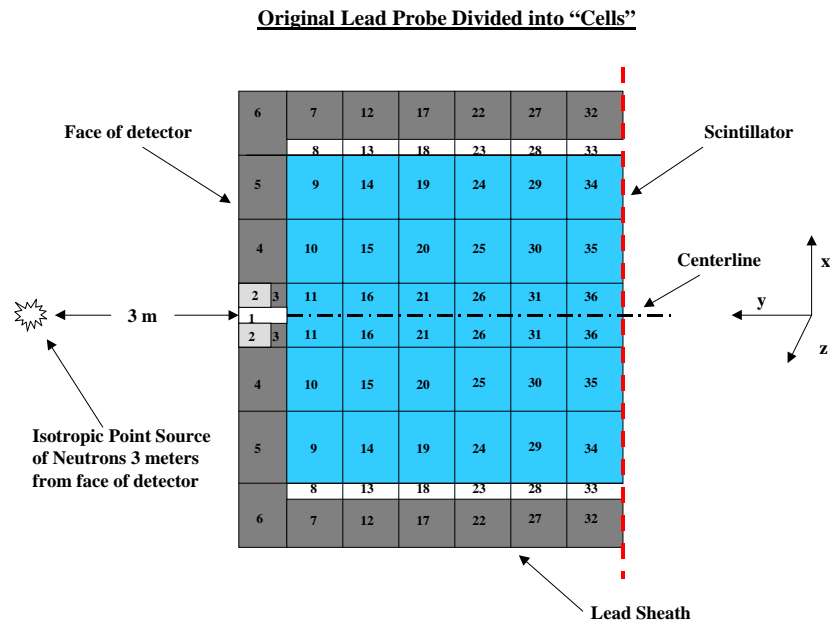 Original Lead Probe Divided into “Cells”
6 7 12 17 22 27 32
Face of detector
Scintillator
8 13 18 23 28 33
5 9 14 19 24 29 34
4 10 15 20 25 30 35
Centerline
x
2 3 11 16 21 26 31 36
3 m
1
y
2 3 11 16 21 26 31 36
z
4 10 15 20 25 30 35
Isotropic Point Source
of Neutrons 3 meters
from face of detector
5 9 14 19 24 29 34
8 13 18 23 28 33
6 7 12 17 22 27 32
Lead Sheath